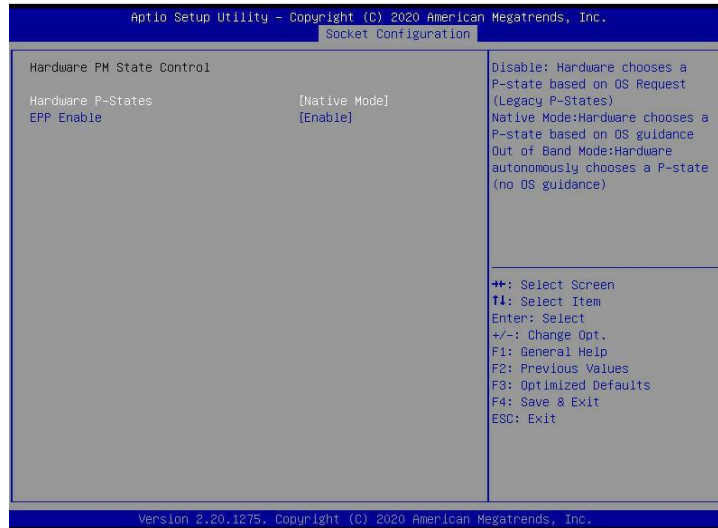 Aptio Setup Utility – Copyright (C) 2020 American Megatrends, Inc.
Socket Configuration
Hardware PM State Control
Hardware P-States [Native Mode]
EPP Enable [Enable]
Disable: Hardware chooses a
P-state based on OS Request
(Legacy P-States)
Native Mode:Hardware chooses a
P-state based on OS guidance
Out of Band Mode:Hardware
autonomously chooses a P-state
(no OS guidance)
→←: Select Screen
↑↓: Select Item
Enter: Select
+/-: Change Opt.
F1: General Help
F2: Previous Values
F3: Optimized Defaults
F4: Save & Exit
ESC: Exit
Version 2.20.1275. Copyright (C) 2020 American Megatrends, Inc.